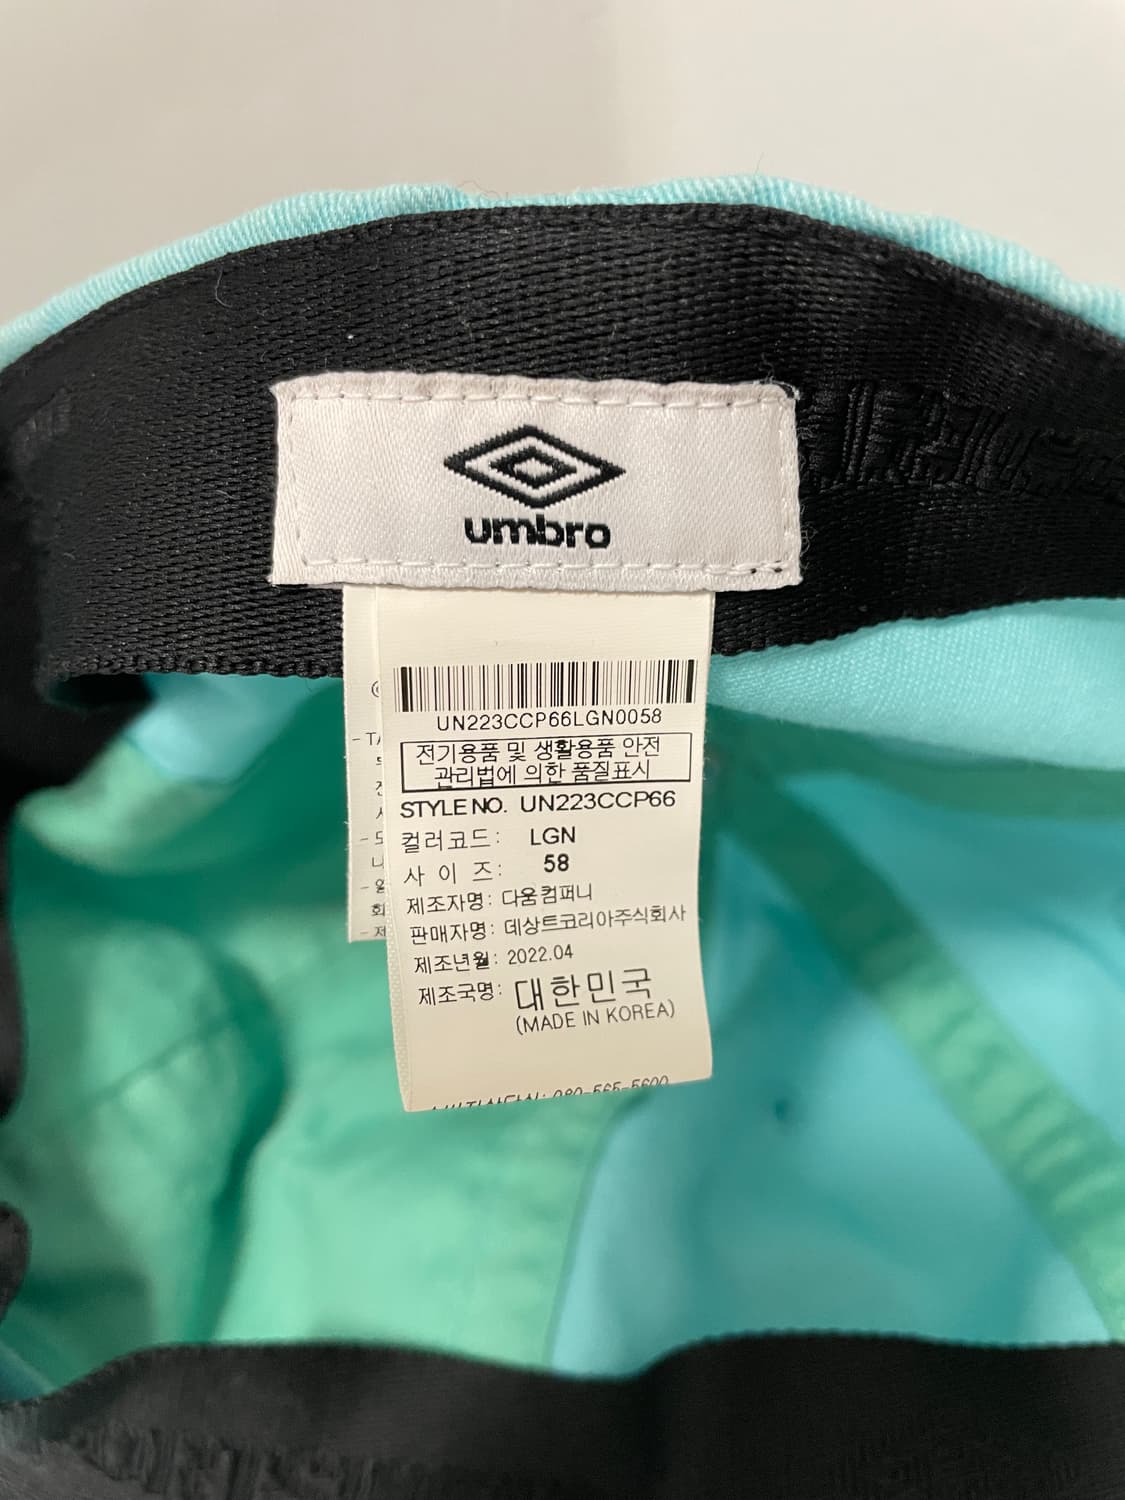 umbro
UN223CCP66LGN0058
전기용품 및 생활용품 안전
관리법에 의한 품질표시
STYLE NO. UN223CCP66
컬러코드: LGN
사 이 즈: 58
제조자명: 다움컴퍼니
판매자명: 데상트코리아주식회사
제조년월: 2022.04
제조국명: 대한민국
(MADE IN KOREA)
080-565-5600